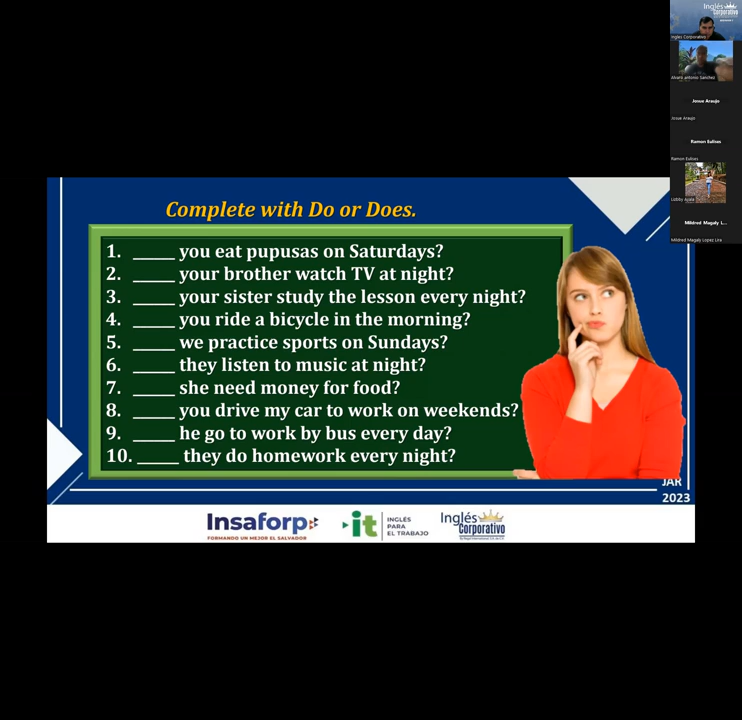 Inglés
Corporativo
Ingles Corporativo
Alvaro antonio Sanchez
Josue Araujo
Josue Araujo
Ramon Eulises
Ramon Eulises
Lubby Ayala
Mildred Magaly L...
Mildred Magaly Lopez Lira
Complete with Do or Does.
1. _____ you eat pupusas on Saturdays?
2. _____ your brother watch TV at night?
3. _____ your sister study the lesson every night?
4. _____ you ride a bicycle in the morning?
5. _____ we practice sports on Sundays?
6. _____ they listen to music at night?
7. _____ she need money for food?
8. _____ you drive my car to work on weekends?
9. _____ he go to work by bus every day?
10. _____ they do homework every night?
JAR
2023
Insaforp
FORMANDO UN MEJOR EL SALVADOR
it
INGLÉS
PARA
EL TRABAJO
Inglés
Corporativo